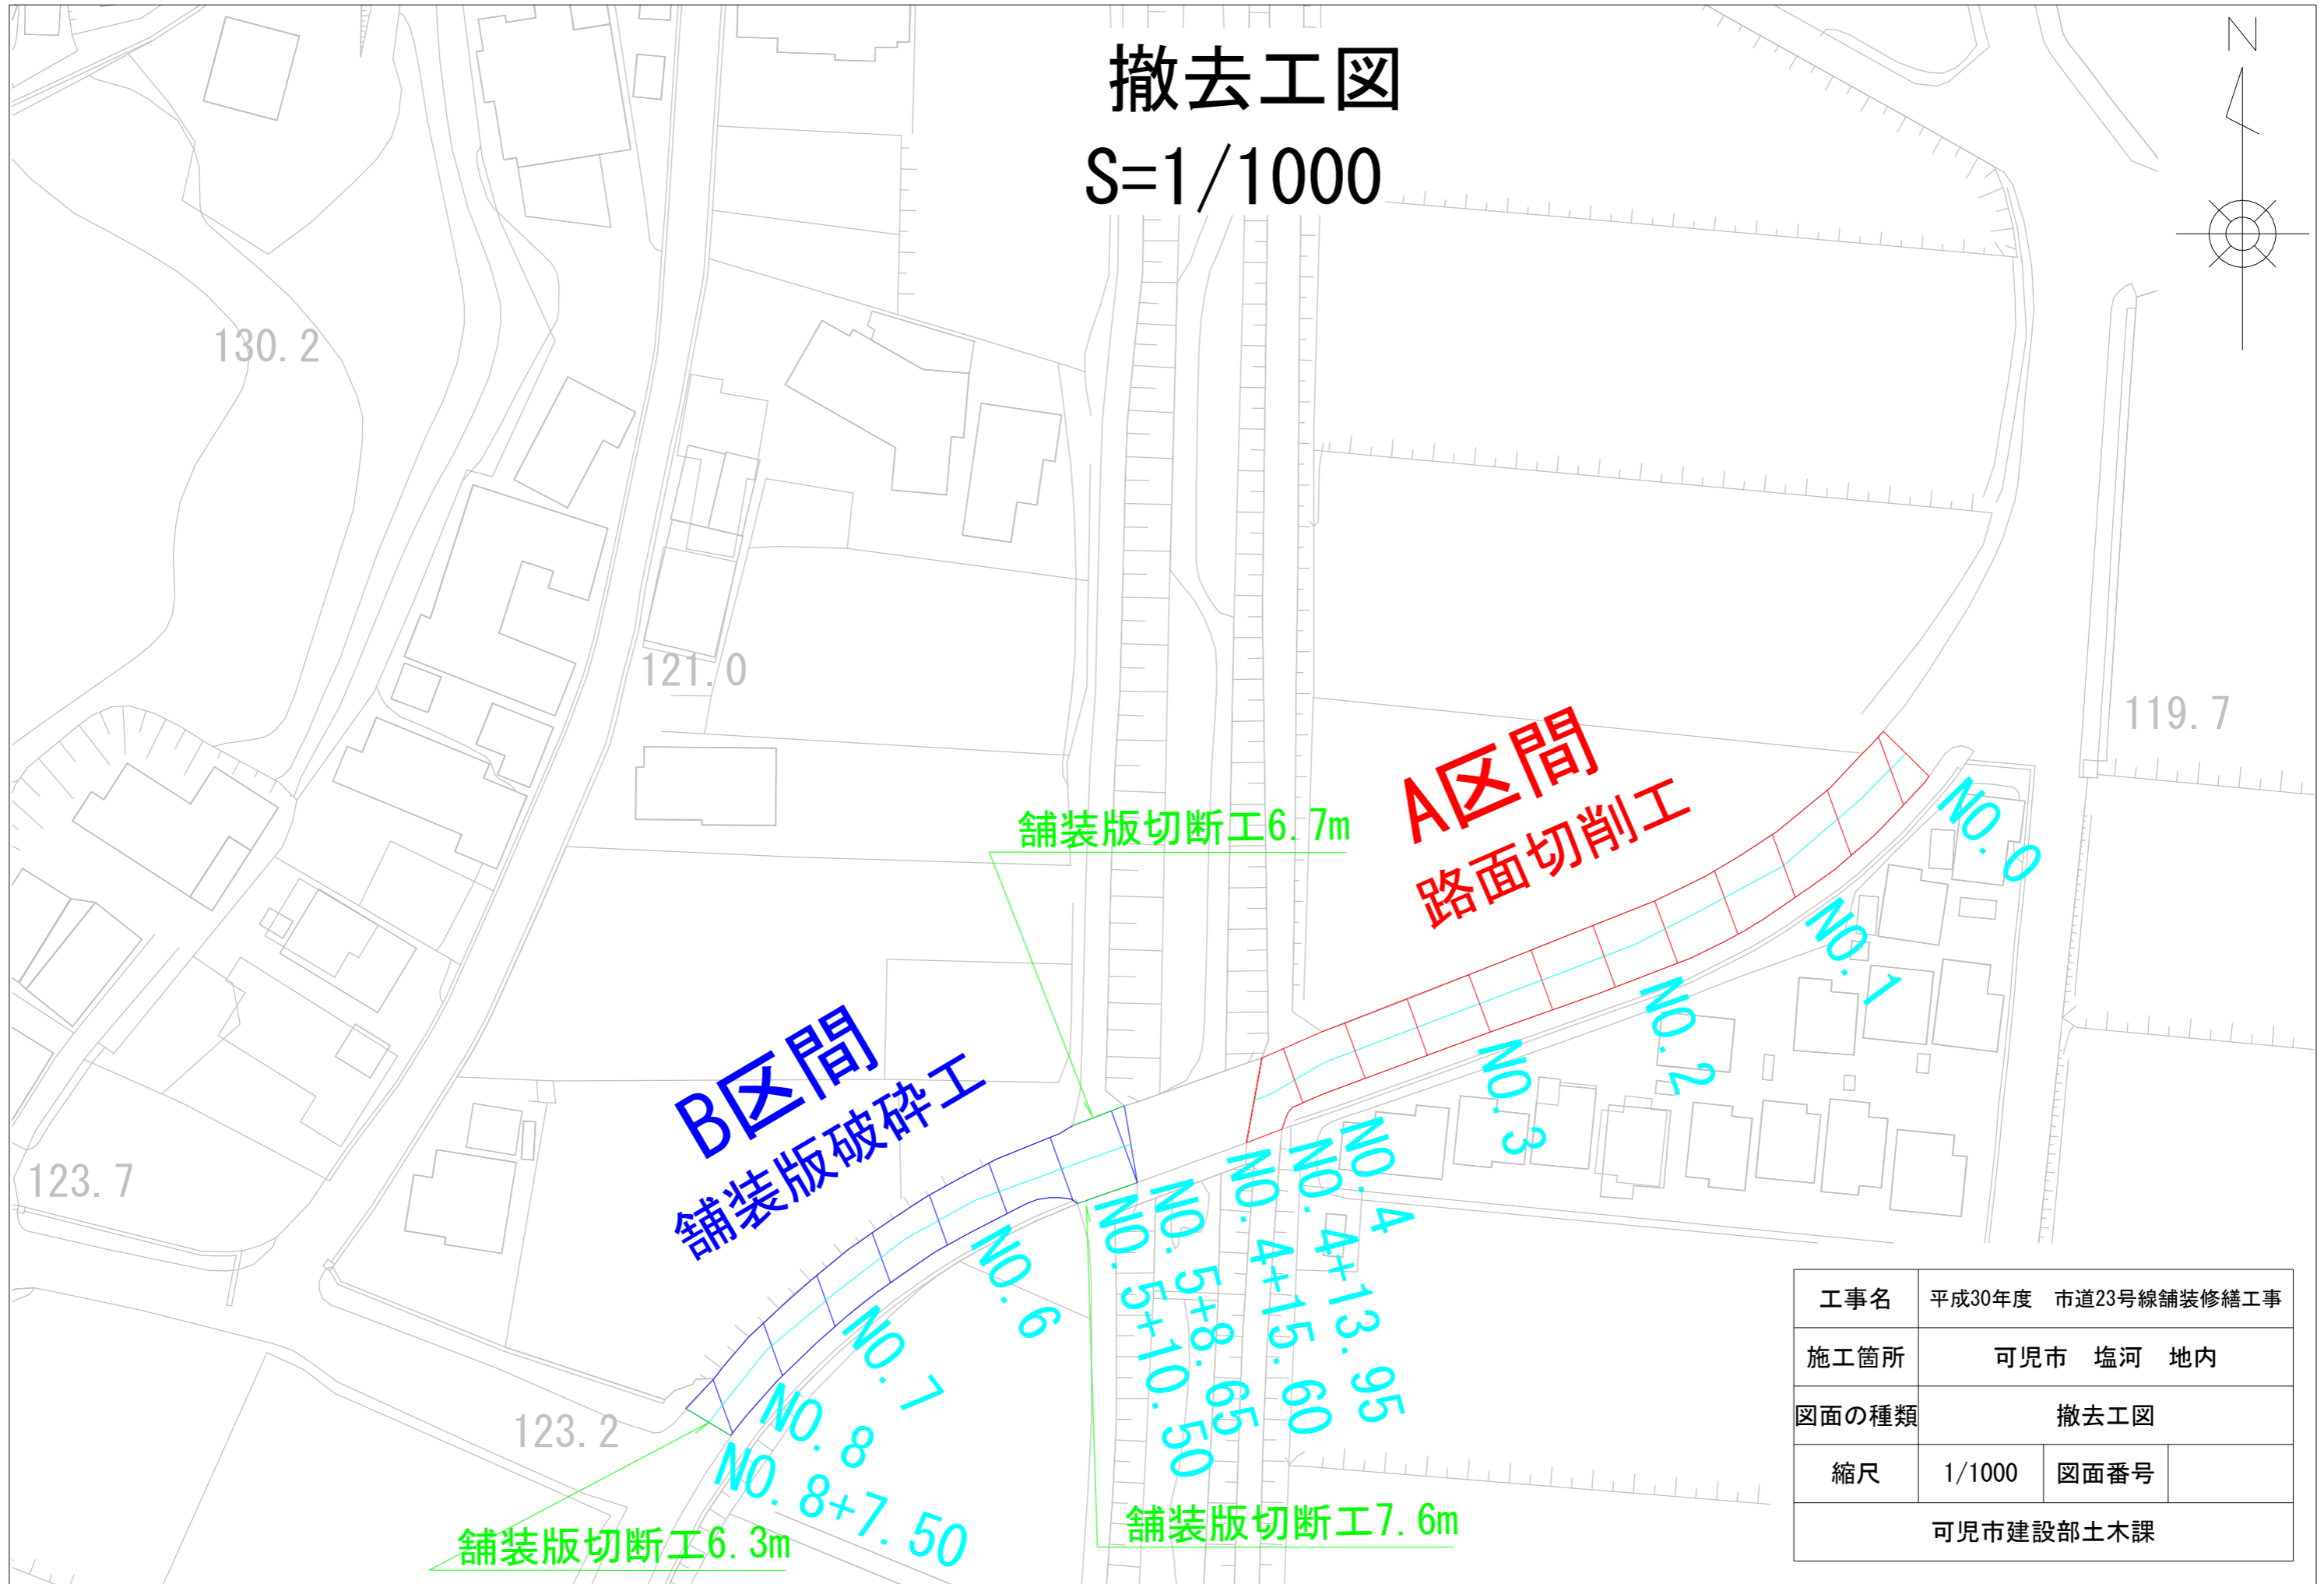 撤去工図
S=1/1000
N
130.2
121.0
119.7
A区間
路面切削工
舗装版切断工6.7m
NO.0
NO.1
NO.2
NO.3
NO.4
NO.4+13.95
NO.4+15.60
NO.5+8.65
NO.5+10.50
B区間
舗装版破砕工
NO.6
NO.7
NO.8
NO.8+7.50
123.7
123.2
舗装版切断工6.3m
舗装版切断工7.6m
工事名 平成30年度 市道23号線舗装修繕工事
施工箇所 可児市 塩河 地内
図面の種類 撤去工図
縮尺 1/1000 図面番号
可児市建設部土木課